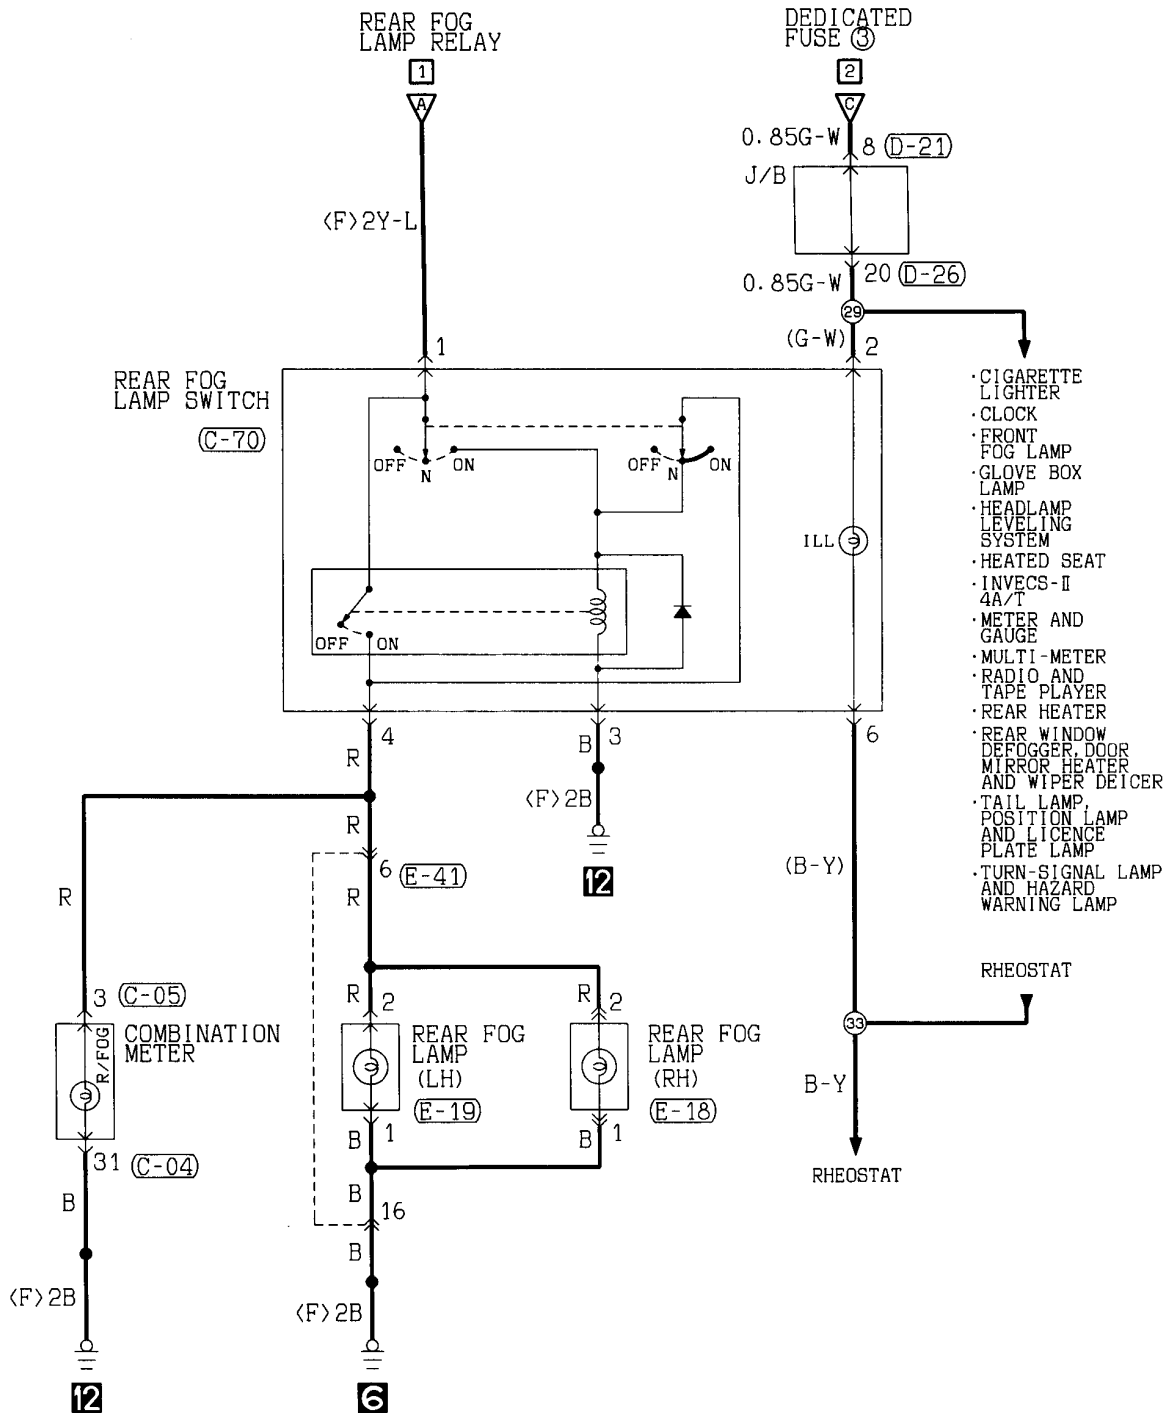 REAR FOG
LAMP RELAY
1
A
DEDICATED
FUSE ③
2
C
0.85G-W
8 (D-21)
J/B
<F>2Y-L
20 (D-26)
0.85G-W
29
(G-W)
1
2
REAR FOG
LAMP SWITCH
(C-70)
OFF
N
ON
OFF
N
ON
ILL
OFF
ON
·CIGARETTE
LIGHTER
·CLOCK
·FRONT
FOG LAMP
·GLOVE BOX
LAMP
·HEADLAMP
LEVELING
SYSTEM
·HEATED SEAT
·INVECS-Ⅱ
4A/T
·METER AND
GAUGE
·MULTI-METER
·RADIO AND
TAPE PLAYER
·REAR HEATER
·REAR WINDOW
DEFOGGER, DOOR
MIRROR HEATER
AND WIPER DEICER
·TAIL LAMP,
POSITION LAMP
AND LICENCE
PLATE LAMP
·TURN-SIGNAL LAMP
AND HAZARD
WARNING LAMP
4
3
6
R
B
<F>2B
12
R
6 (E-41)
R
R
(B-Y)
RHEOSTAT
33
B-Y
RHEOSTAT
3 (C-05)
R/FOG
COMBINATION
METER
31 (C-04)
B
<F>2B
12
R
2
REAR FOG
LAMP
(LH)
(E-19)
1
B
R
2
REAR FOG
LAMP
(RH)
(E-18)
1
B
B
16
B
<F>2B
6